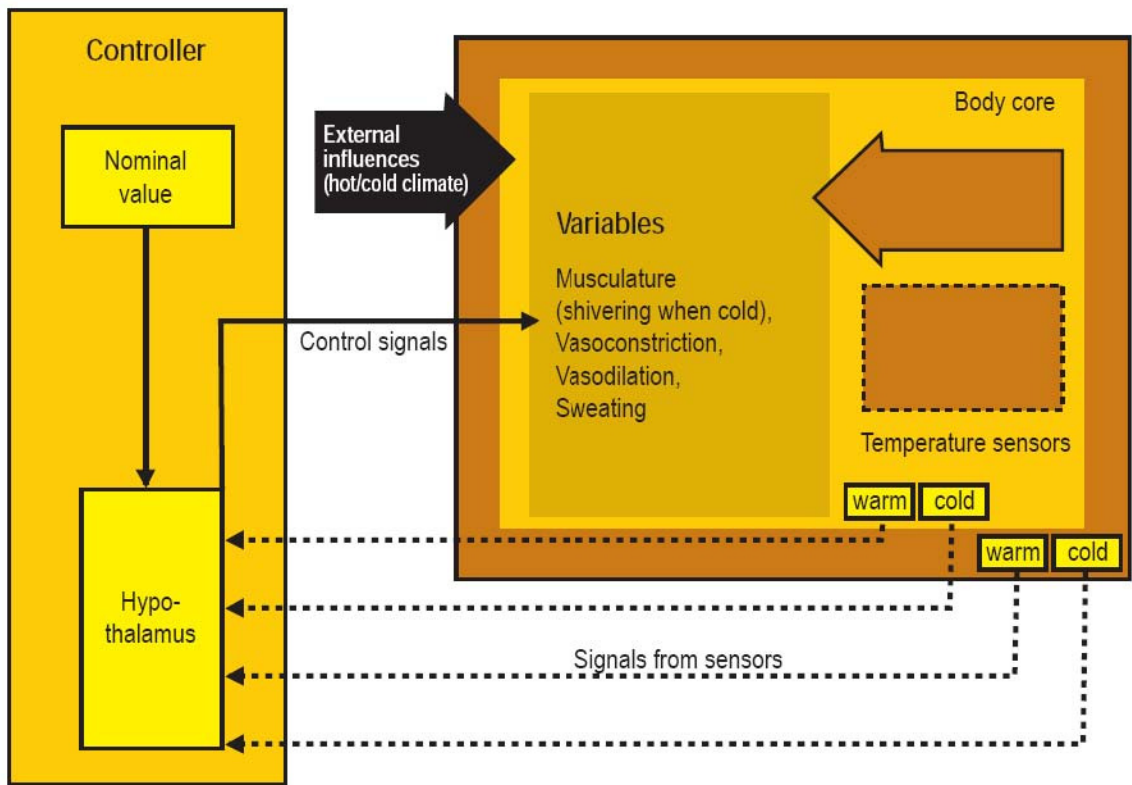 Controller
Nominal
value
External
influences
(hot/cold climate)
Body core
Variables
Musculature
(shivering when cold),
Vasoconstriction,
Vasodilation,
Sweating
Control signals
Temperature sensors
warm
cold
warm
cold
Hypo-
thalamus
Signals from sensors